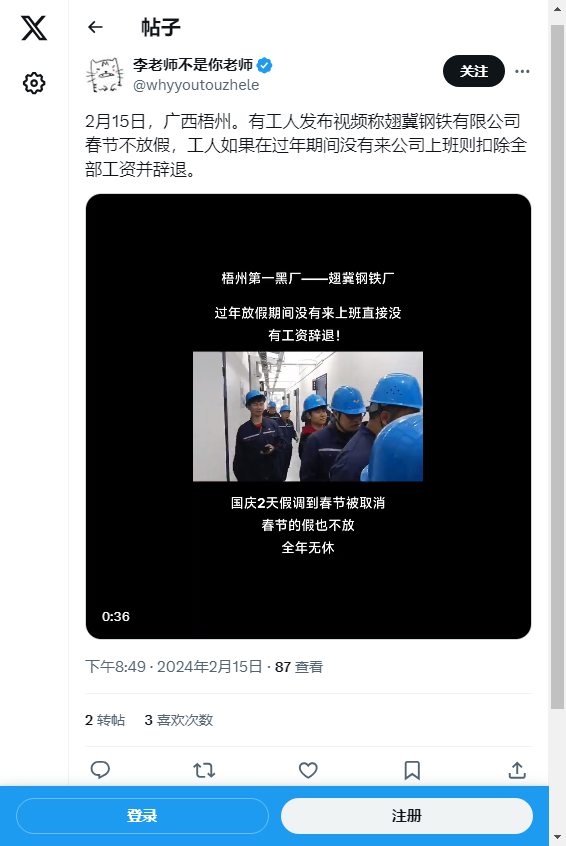 帖子
李老师不是你老师
@whyyoutouzhele
关注
2月15日，广西梧州。有工人发布视频称翅冀钢铁有限公司
春节不放假，工人如果在过年期间没有来公司上班则扣除全
部工资并辞退。
梧州第一黑厂——翅冀钢铁厂
过年放假期间没有来上班直接没
有工资辞退！
国庆2天假调到春节被取消
春节的假也不放
全年无休
0:36
下午8:49 · 2024年2月15日 · 87 查看
2 转帖 3 喜欢次数
登录
注册